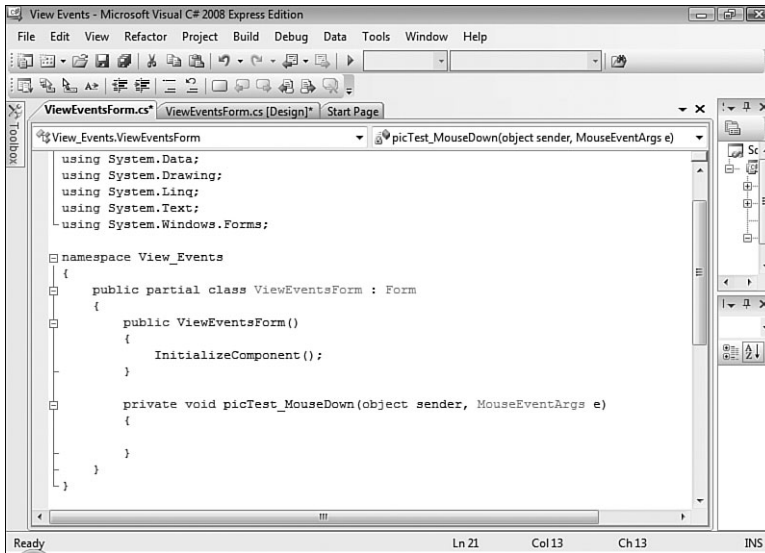 View Events - Microsoft Visual C# 2008 Express Edition
File Edit View Refactor Project Build Debug Data Tools Window Help
ViewEventsForm.cs* ViewEventsForm.cs [Design]* Start Page
Toolbox
View_Events.ViewEventsForm picTest_MouseDown(object sender, MouseEventArgs e)
using System.Data;
using System.Drawing;
using System.Linq;
using System.Text;
using System.Windows.Forms;
namespace View_Events
{
public partial class ViewEventsForm : Form
{
public ViewEventsForm()
{
InitializeComponent();
}
private void picTest_MouseDown(object sender, MouseEventArgs e)
{
}
}
}
Ready Ln 21 Col 13 Ch 13 INS